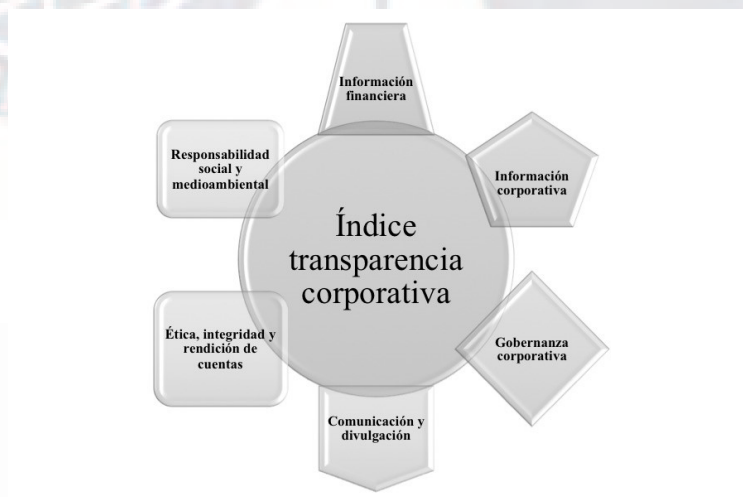 Información
financiera
Información
corporativa
Gobernanza
corporativa
Comunicación y
divulgación
Ética, integridad y
rendición de
cuentas
Responsabilidad
social y
medioambiental
Índice
transparencia
corporativa